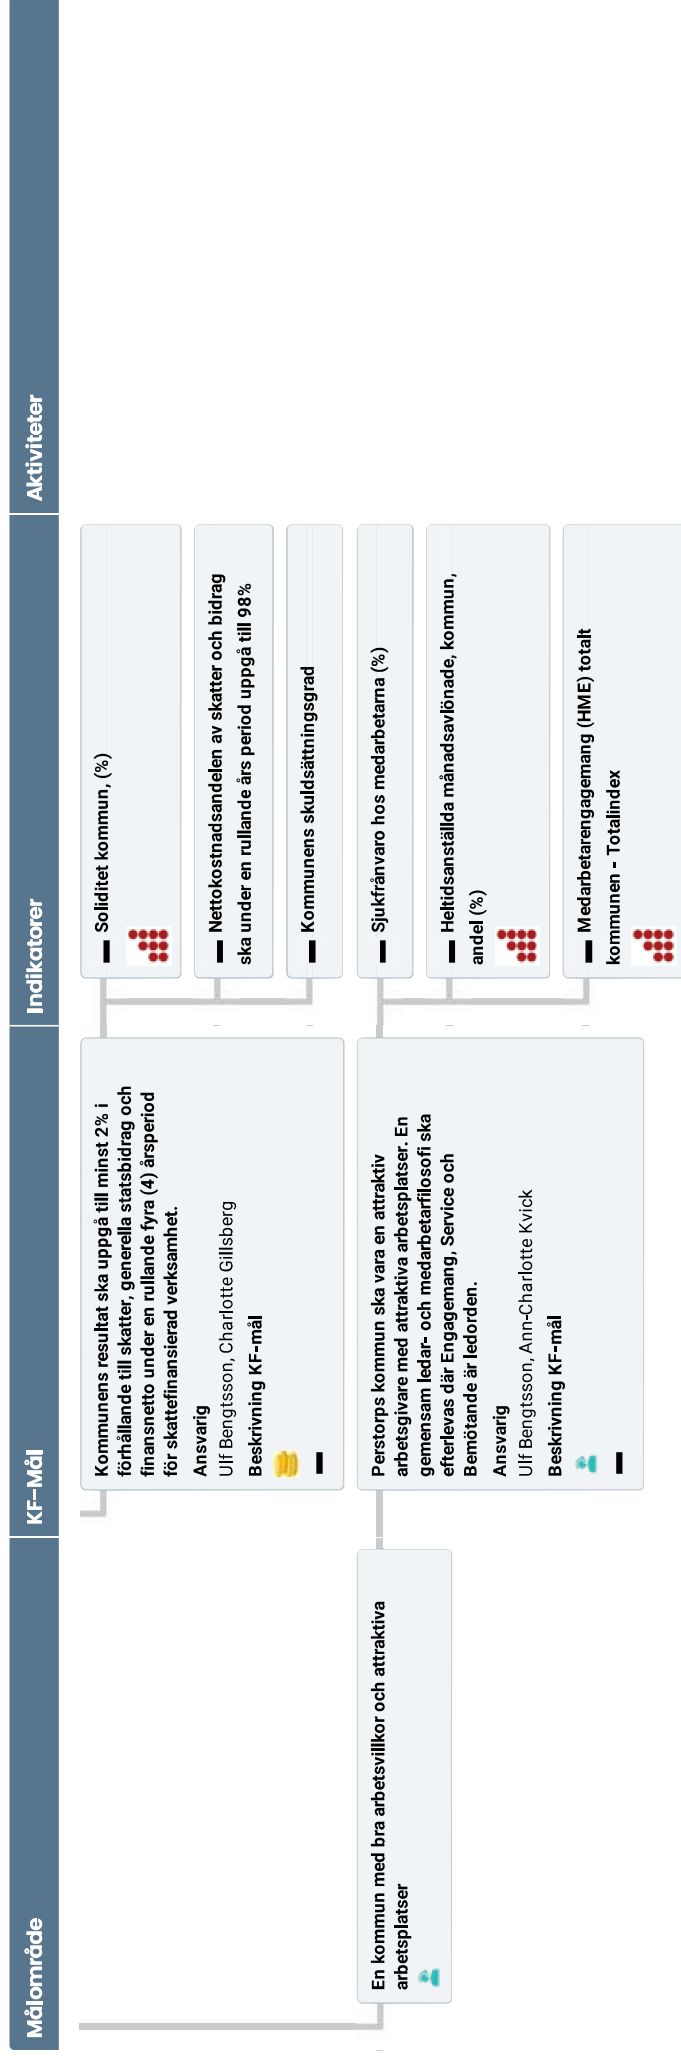 Målområde
KF-Mål
Indikatorer
Aktiviteter
Kommunens resultat ska uppgå till minst 2% i
förhållande till skatter, generella statsbidrag och
finansnetto under en rullande fyra (4) årsperiod
för skattefinansierad verksamhet.
Ansvarig
Ulf Bengtsson, Charlotte Gillsberg
Beskrivning KF-mål
Soliditet kommun, (%)
Nettokostnadsandelen av skatter och bidrag
ska under en rullande års period uppgå till 98%
Kommunens skuldsättningsgrad
En kommun med bra arbetsvillkor och attraktiva
arbetsplatser
Perstorps kommun ska vara en attraktiv
arbetsgivare med attraktiva arbetsplatser. En
gemensam ledar- och medarbetarfilosofi ska
efterlevas där Engagemang, Service och
Bemötande är ledorden.
Ansvarig
Ulf Bengtsson, Ann-Charlotte Kvick
Beskrivning KF-mål
Sjukfrånvaro hos medarbetarna (%)
Heltidsanställda månadsavlönade, kommun,
andel (%)
Medarbetarengagemang (HME) totalt
kommunen - Totalindex